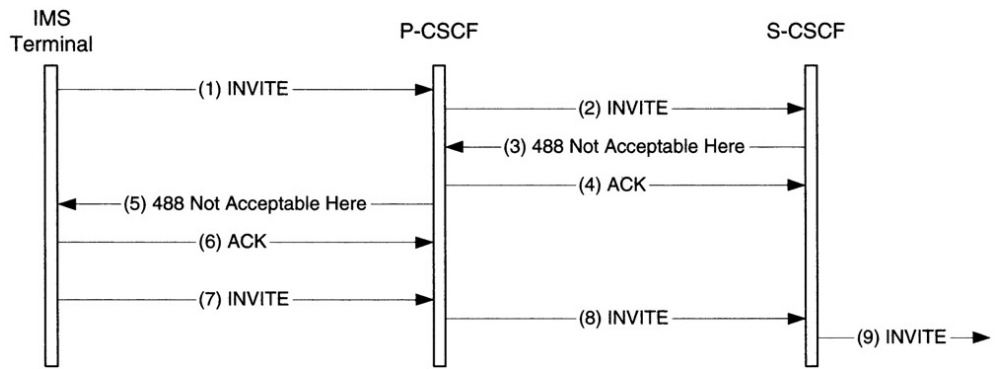 IMS
Terminal
P-CSCF
S-CSCF
(1) INVITE
(2) INVITE
(3) 488 Not Acceptable Here
(4) ACK
(5) 488 Not Acceptable Here
(6) ACK
(7) INVITE
(8) INVITE
(9) INVITE